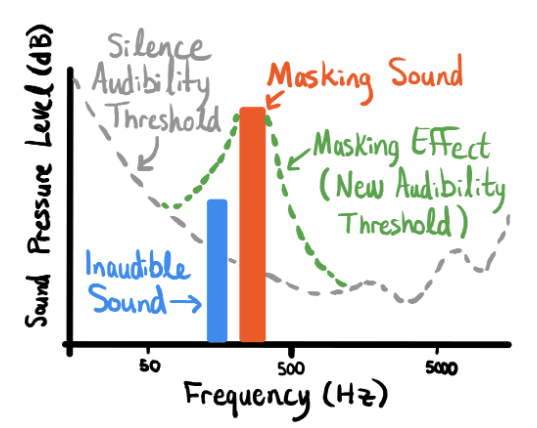 Silence
Audibility
Threshold
Masking Sound
Masking Effect
(New Audibility
Threshold)
Inaudible
Sound
Sound Pressure Level (dB)
50
500
5000
Frequency (Hz)